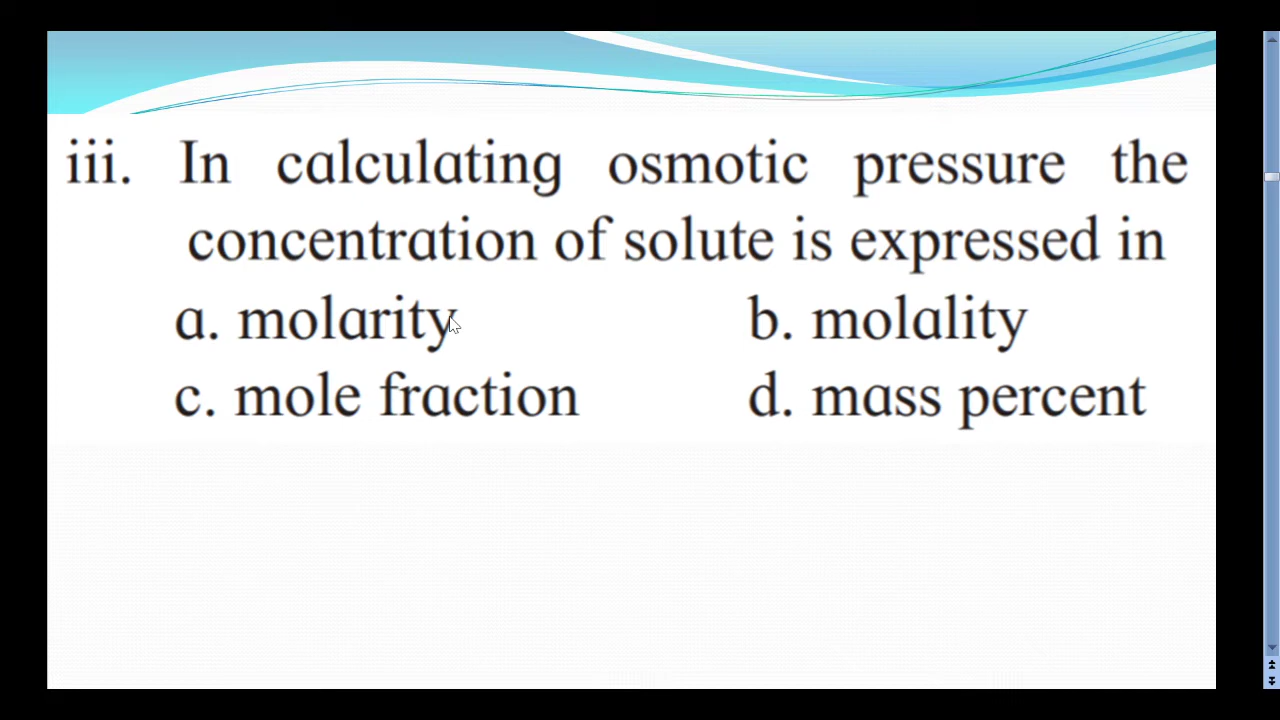 iii. In calculating osmotic pressure the
concentration of solute is expressed in
a. molarity b. molality
c. mole fraction d. mass percent